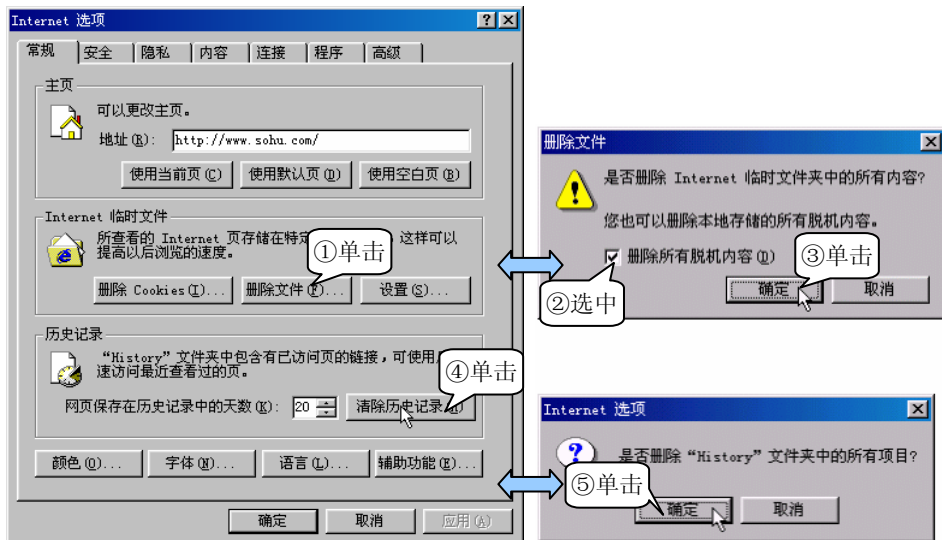 Internet 选项
常规 安全 隐私 内容 连接 程序 高级
主页
可以更改主页。
地址(R): http://www.sohu.com/
使用当前页(C) 使用默认页(D) 使用空白页(B)
Internet 临时文件
所查看的 Internet 页存储在特定 这样可以
提高以后浏览的速度。
①单击
删除 Cookies(I)... 删除文件(F)... 设置(S)...
历史记录
“History”文件夹中包含有已访问页的链接，可使用
速访问最近查看过的页。
④单击
网页保存在历史记录中的天数(K): 20 清除历史记录(H)
颜色(O)... 字体(N)... 语言(L)... 辅助功能(E)...
确定 取消 应用(A)
删除文件
是否删除 Internet 临时文件夹中的所有内容?
您也可以删除本地存储的所有脱机内容。
删除所有脱机内容(D)
③单击
②选中
确定 取消
Internet 选项
是否删除“History”文件夹中的所有项目?
⑤单击
确定 取消